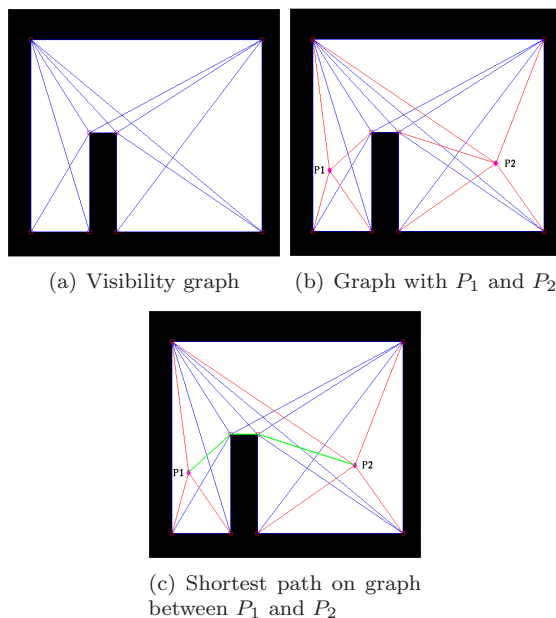 P1
P2
(a) Visibility graph
(b) Graph with P₁ and P₂
P1
P2
(c) Shortest path on graph
between P₁ and P₂